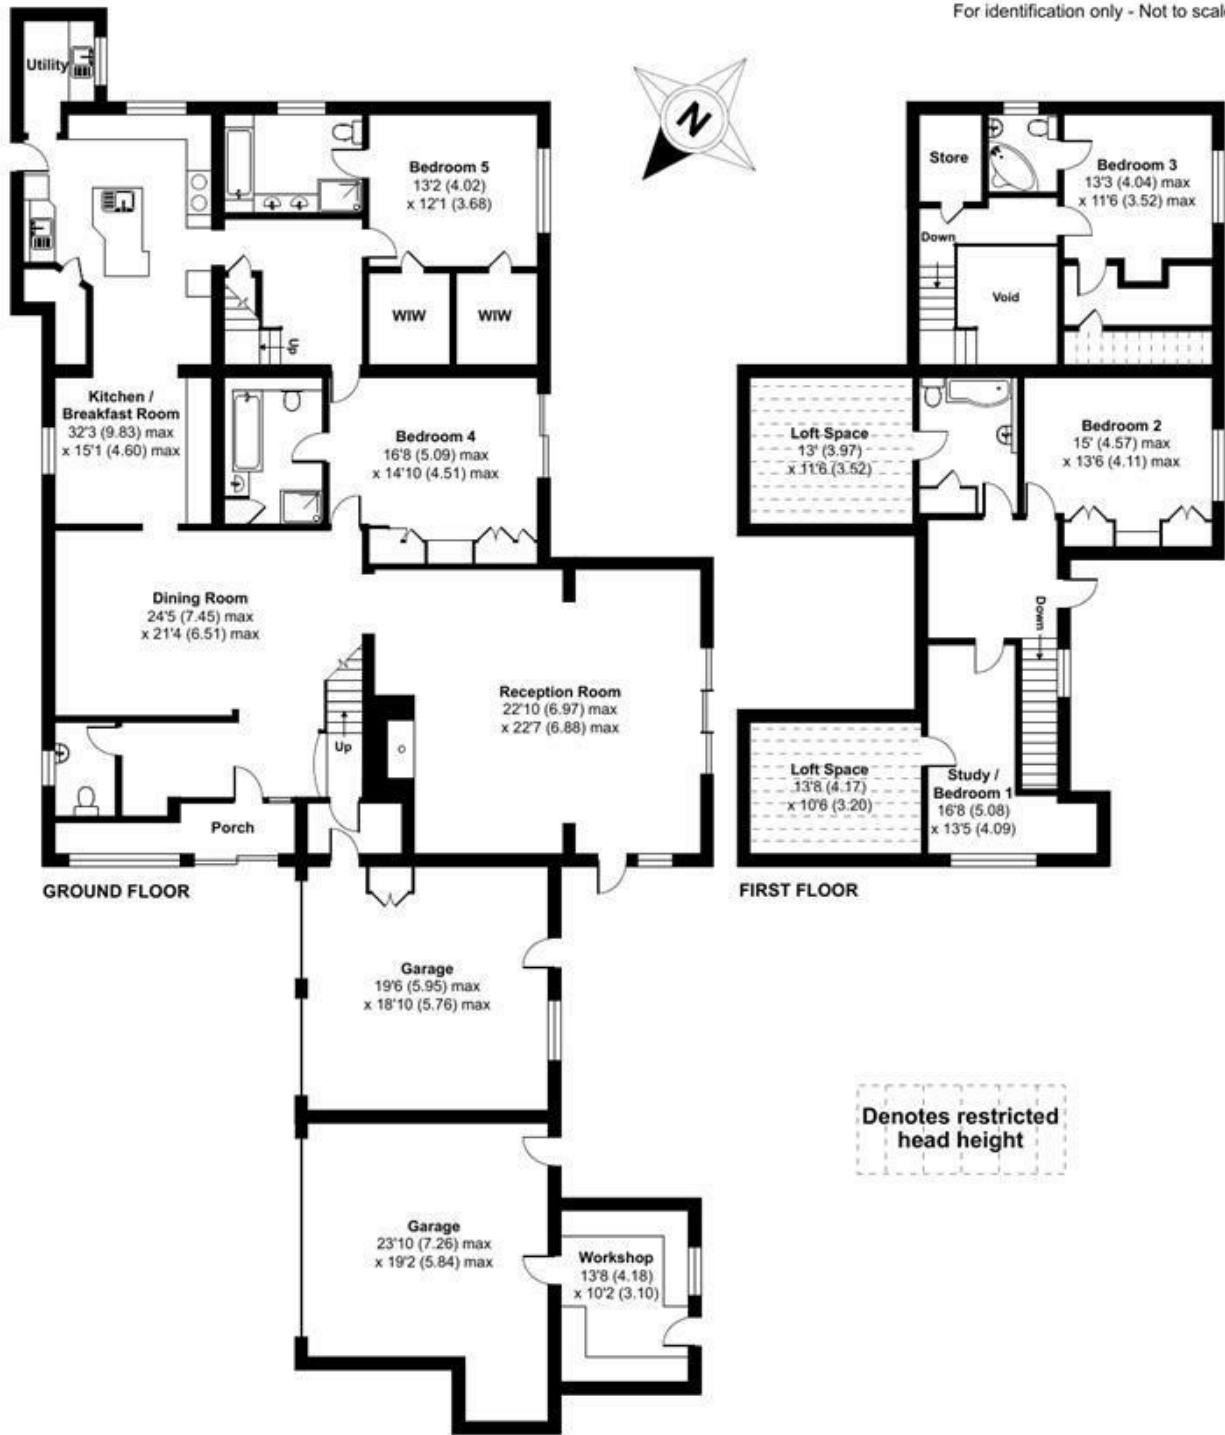 For identification only - Not to scale
Utility
N
Bedroom 5
13'2 (4.02)
x 12'1 (3.68)
WIW
WIW
Up
Kitchen /
Breakfast Room
32'3 (9.83) max
x 15'1 (4.60) max
Bedroom 4
16'8 (5.09) max
x 14'10 (4.51) max
Dining Room
24'5 (7.45) max
x 21'4 (6.51) max
Reception Room
22'10 (6.97) max
x 22'7 (6.88) max
Up
Porch
GROUND FLOOR
Garage
19'6 (5.95) max
x 18'10 (5.76) max
Garage
23'10 (7.26) max
x 19'2 (5.84) max
Workshop
13'8 (4.18)
x 10'2 (3.10)
Store
Bedroom 3
13'3 (4.04) max
x 11'6 (3.52) max
Down
Void
Loft Space
13' (3.97)
x 11'6 (3.52)
Bedroom 2
15' (4.57) max
x 13'6 (4.11) max
Down
Loft Space
13'8 (4.17)
x 10'6 (3.20)
Study /
Bedroom 1
16'8 (5.08)
x 13'5 (4.09)
FIRST FLOOR
Denotes restricted
head height